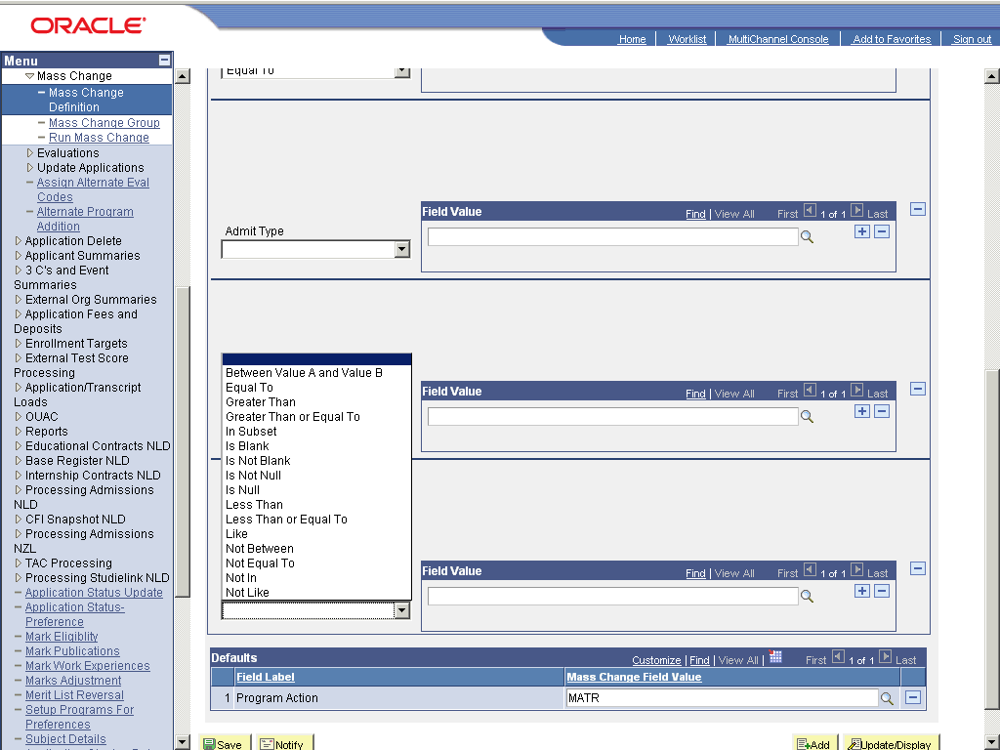 ORACLE®
Home
Worklist
MultiChannel Console
Add to Favorites
Sign out
Menu
Mass Change
Mass Change
Definition
Mass Change Group
Run Mass Change
Evaluations
Update Applications
Assign Alternate Eval
Codes
Alternate Program
Addition
Application Delete
Applicant Summaries
3 C's and Event
Summaries
External Org Summaries
Application Fees and
Deposits
Enrollment Targets
External Test Score
Processing
Application/Transcript
Loads
OUAC
Reports
Educational Contracts NLD
Base Register NLD
Internship Contracts NLD
Processing Admissions
NLD
CFI Snapshot NLD
Processing Admissions
NZL
TAC Processing
Processing Studielink NLD
Application Status Update
Application Status-
Preference
Mark Eligiblity
Mark Publications
Mark Work Experiences
Marks Adjustment
Merit List Reversal
Setup Programs For
Preferences
Subject Details
Equal To
Field Value
Find | View All First 1 of 1 Last
Admit Type
Between Value A and Value B
Equal To
Greater Than
Greater Than or Equal To
In Subset
Is Blank
Is Not Blank
Is Not Null
Is Null
Less Than
Less Than or Equal To
Like
Not Between
Not Equal To
Not In
Not Like
Field Value
Find | View All First 1 of 1 Last
Field Value
Find | View All First 1 of 1 Last
Defaults
Customize | Find | View All | First 1 of 1 Last
Field Label Mass Change Field Value
1 Program Action MATR
Save
Notify
Add
Update/Display